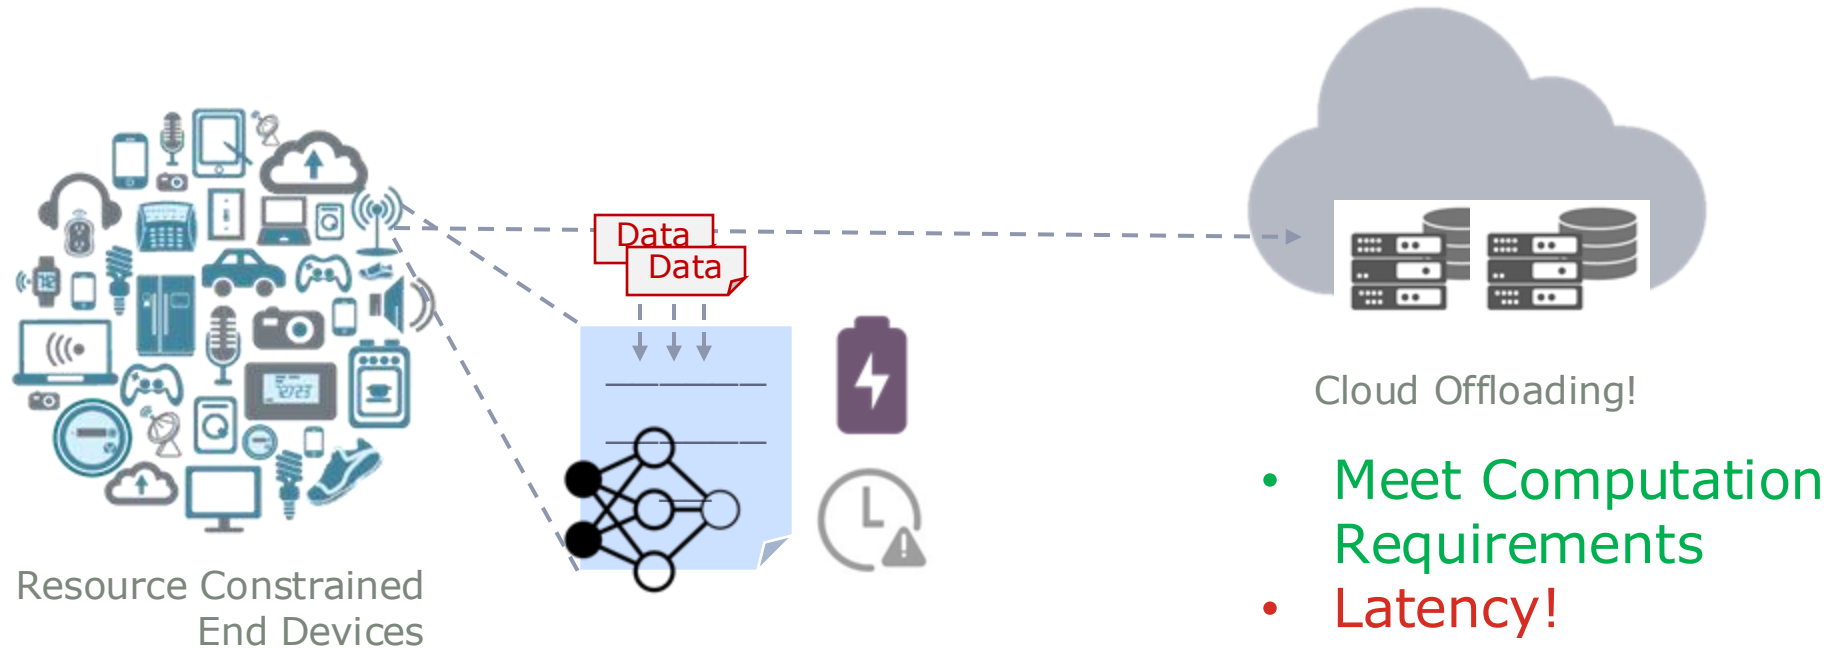 Data
Data
Resource Constrained
End Devices
Cloud Offloading!
• Meet Computation
Requirements
• Latency!